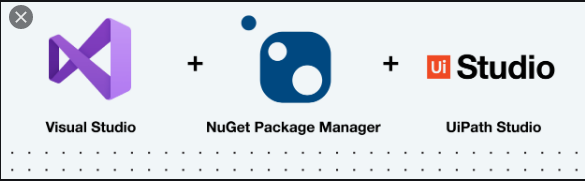 + + Ui Studio
Visual Studio NuGet Package Manager UiPath Studio